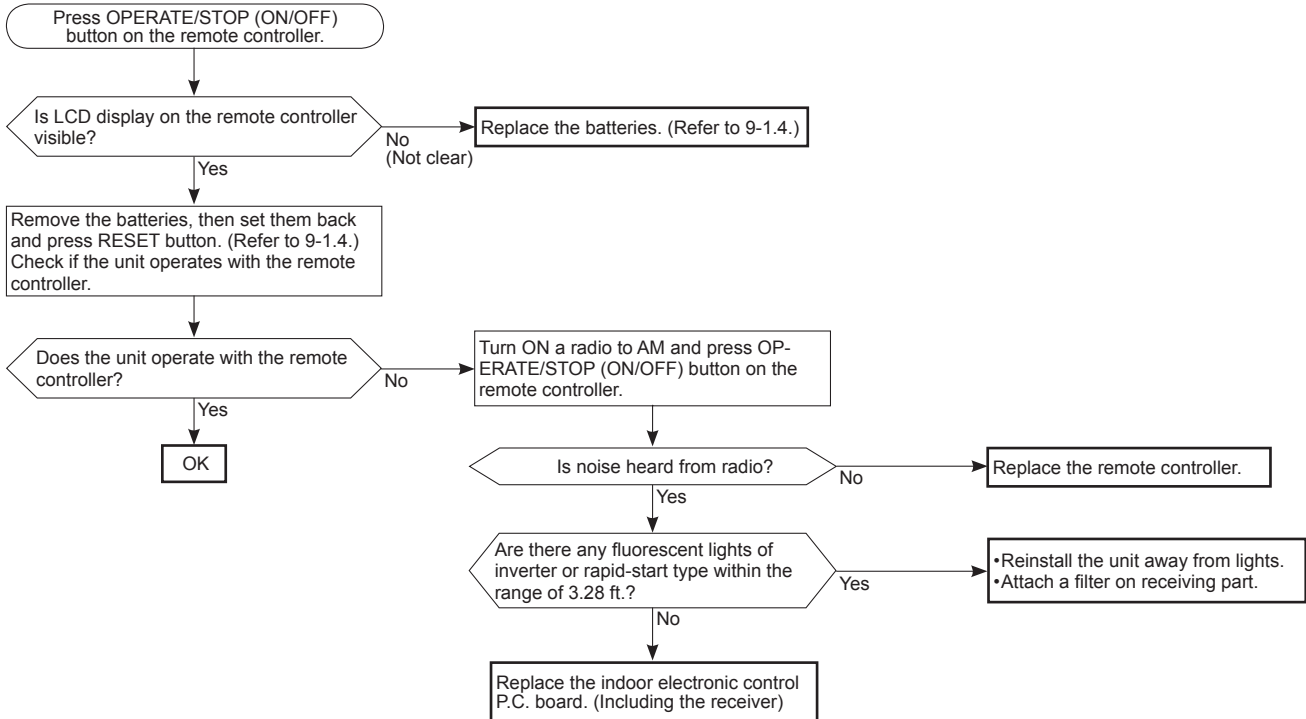 Press OPERATE/STOP (ON/OFF)
button on the remote controller.
Is LCD display on the remote controller
visible?
No
(Not clear)
Replace the batteries. (Refer to 9-1.4.)
Yes
Remove the batteries, then set them back
and press RESET button. (Refer to 9-1.4.)
Check if the unit operates with the remote
controller.
Does the unit operate with the remote
controller?
No
Yes
OK
Turn ON a radio to AM and press OP-
ERATE/STOP (ON/OFF) button on the
remote controller.
Is noise heard from radio?
No
Replace the remote controller.
Yes
Are there any fluorescent lights of
inverter or rapid-start type within the
range of 3.28 ft.?
Yes
•Reinstall the unit away from lights.
•Attach a filter on receiving part.
No
Replace the indoor electronic control
P.C. board. (Including the receiver)